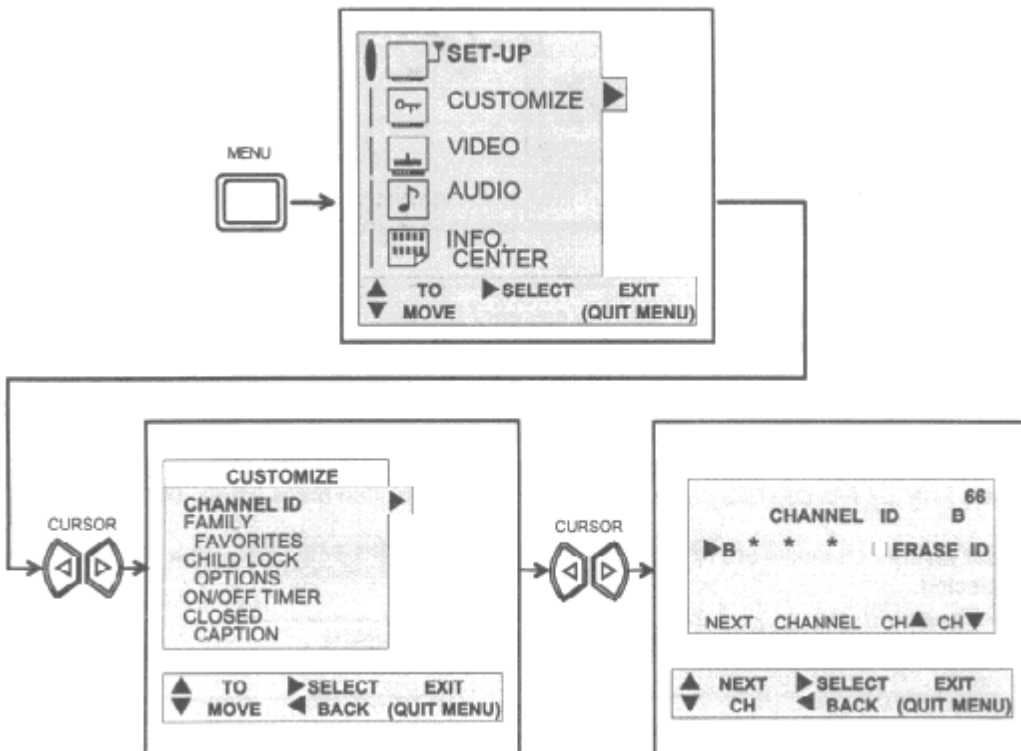 SET-UP
CUSTOMIZE
VIDEO
AUDIO
INFO.
CENTER
TO SELECT EXIT
MOVE (QUIT MENU)
MENU
CURSOR
CUSTOMIZE
CHANNEL ID
FAMILY
FAVORITES
CHILD LOCK
OPTIONS
ON/OFF TIMER
CLOSED
CAPTION
TO SELECT EXIT
MOVE BACK (QUIT MENU)
CURSOR
66
CHANNEL ID B
B * * * ERASE ID
NEXT CHANNEL CH▲ CH▼
NEXT SELECT EXIT
CH BACK (QUIT MENU)